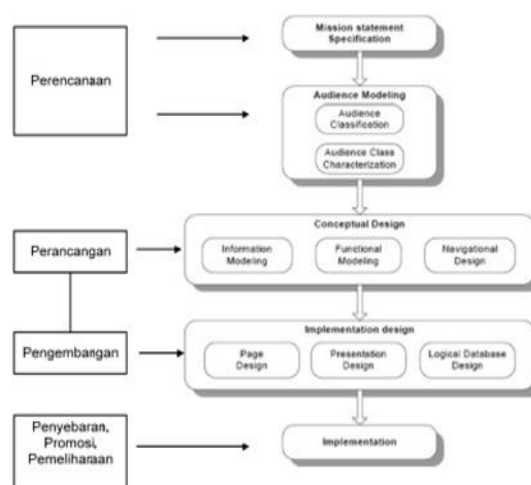 Perencanaan
Mission statement
Specification
Audience Modeling
Audience
Classification
Audience Class
Characterization
Perancangan
Conceptual Design
Information
Modeling
Functional
Modeling
Navigational
Design
Pengembangan
Implementation design
Page
Design
Presentation
Design
Logical Database
Design
Penyebaran,
Promosi,
Pemeliharaan
Implementation